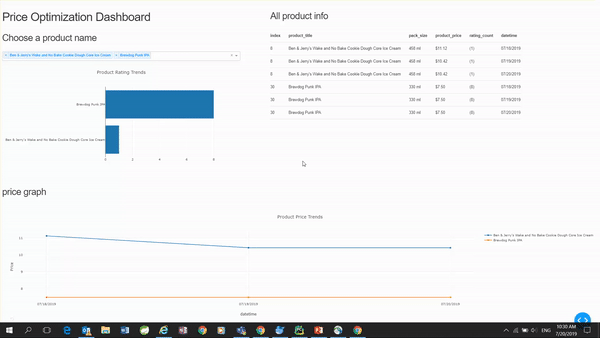 Price Optimization Dashboard
Choose a product name
× Ben & Jerry's Wake and No Bake Cookie Dough Core Ice Cream × Brewdog Punk IPA
Product Rating Trends
Brewdog Punk IPA
Ben & Jerry's Wake and No Bake Cookie Dough Core Ice Cream
0 2 4 6 8
All product info
index product_title pack_size product_price rating_count datetime
8 Ben & Jerry's Wake and No Bake Cookie Dough Core Ice Cream 458 ml $11.12 (1) 07/18/2019
8 Ben & Jerry's Wake and No Bake Cookie Dough Core Ice Cream 458 ml $10.42 (1) 07/19/2019
8 Ben & Jerry's Wake and No Bake Cookie Dough Core Ice Cream 458 ml $10.42 (1) 07/20/2019
30 Brewdog Punk IPA 330 ml $7.50 (8) 07/18/2019
30 Brewdog Punk IPA 330 ml $7.50 (8) 07/19/2019
30 Brewdog Punk IPA 330 ml $7.50 (8) 07/20/2019
price graph
Product Price Trends
Ben & Jerry's Wake and No Bake Cookie Dough Core Ice Cream
Brewdog Punk IPA
Price
11
10
9
8
07/18/2019 07/19/2019 07/20/2019
datetime
ENG
10:30 AM
7/20/2019